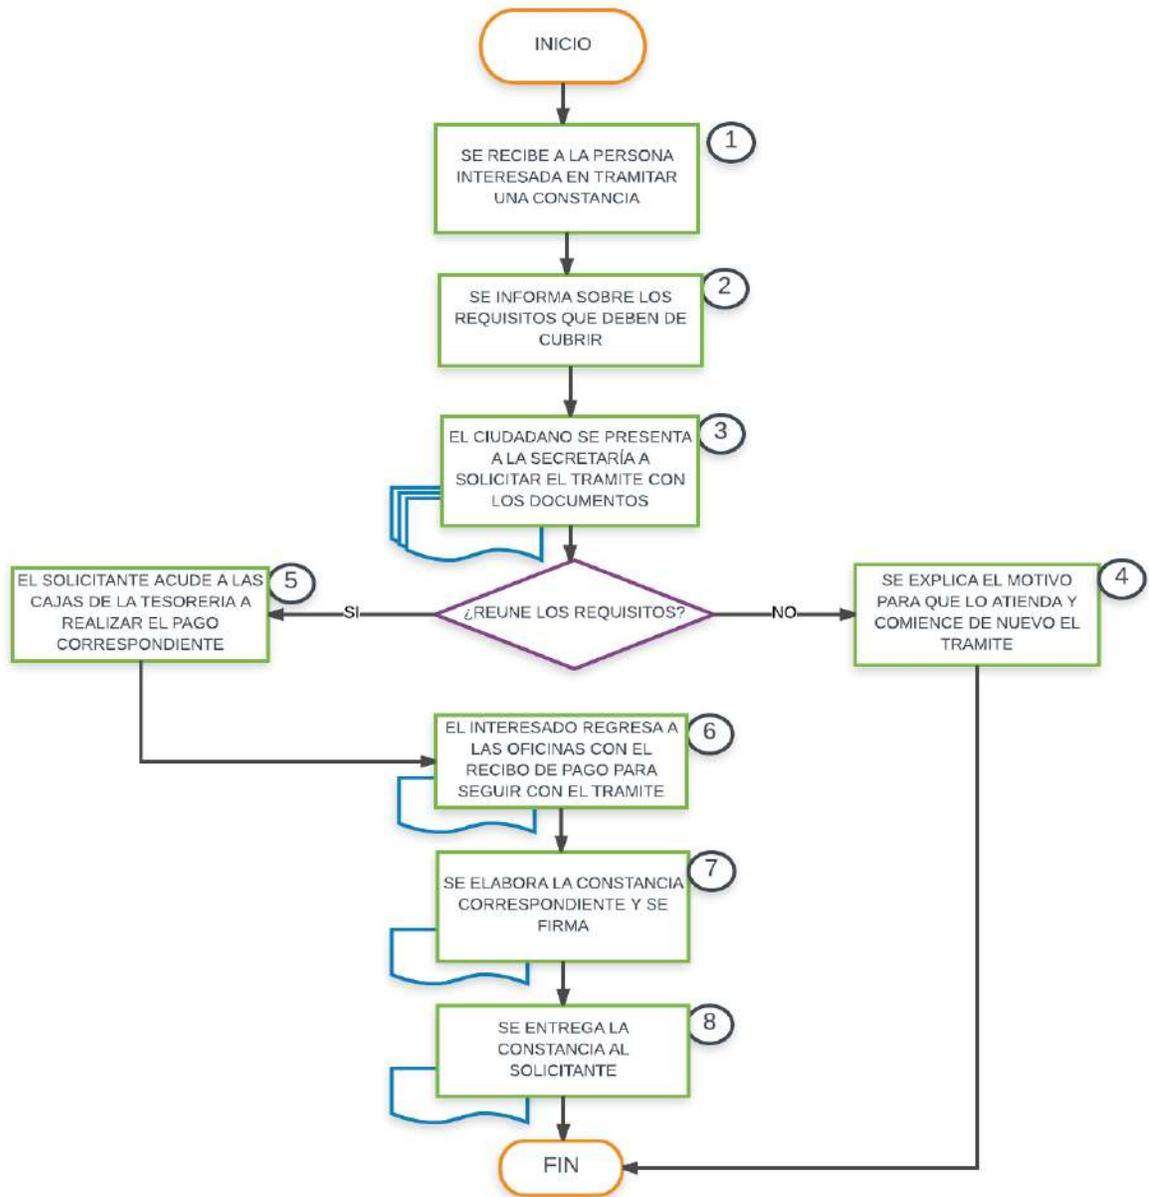 INICIO
1
SE RECIBE A LA PERSONA
INTERESADA EN TRAMITAR
UNA CONSTANCIA
2
SE INFORMA SOBRE LOS
REQUISITOS QUE DEBEN DE
CUBRIR
3
EL CIUDADANO SE PRESENTA
A LA SECRETARÍA A
SOLICITAR EL TRAMITE CON
LOS DOCUMENTOS
5
EL SOLICITANTE ACUDE A LAS
CAJAS DE LA TESORERIA A
REALIZAR EL PAGO
CORRESPONDIENTE
SI
¿REUNE LOS REQUISITOS?
NO
4
SE EXPLICA EL MOTIVO
PARA QUE LO ATIENDA Y
COMIENCE DE NUEVO EL
TRAMITE
6
EL INTERESADO REGRESA A
LAS OFICINAS CON EL
RECIBO DE PAGO PARA
SEGUIR CON EL TRAMITE
7
SE ELABORA LA CONSTANCIA
CORRESPONDIENTE Y SE
FIRMA
8
SE ENTREGA LA
CONSTANCIA AL
SOLICITANTE
FIN